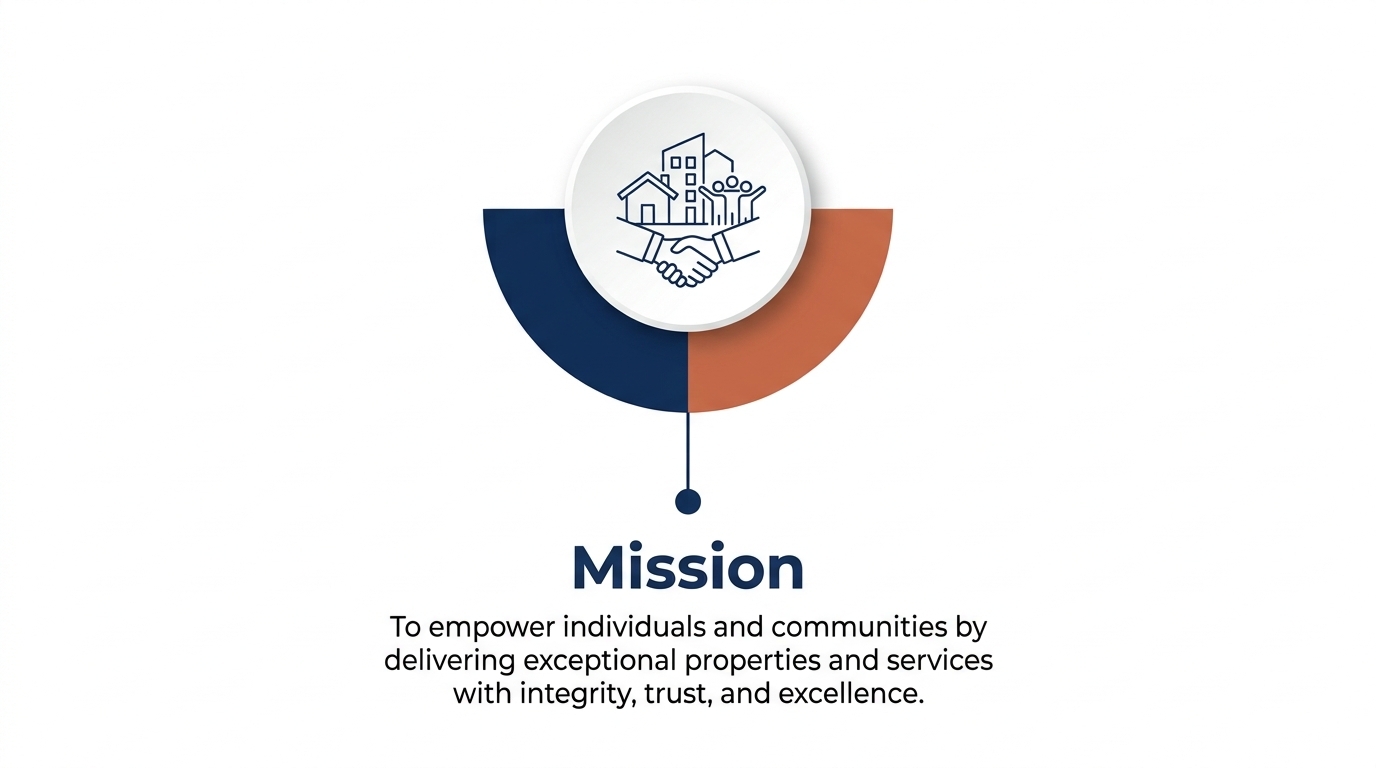 Mission
To empower individuals and communities by
delivering exceptional properties and services
with integrity, trust, and excellence.